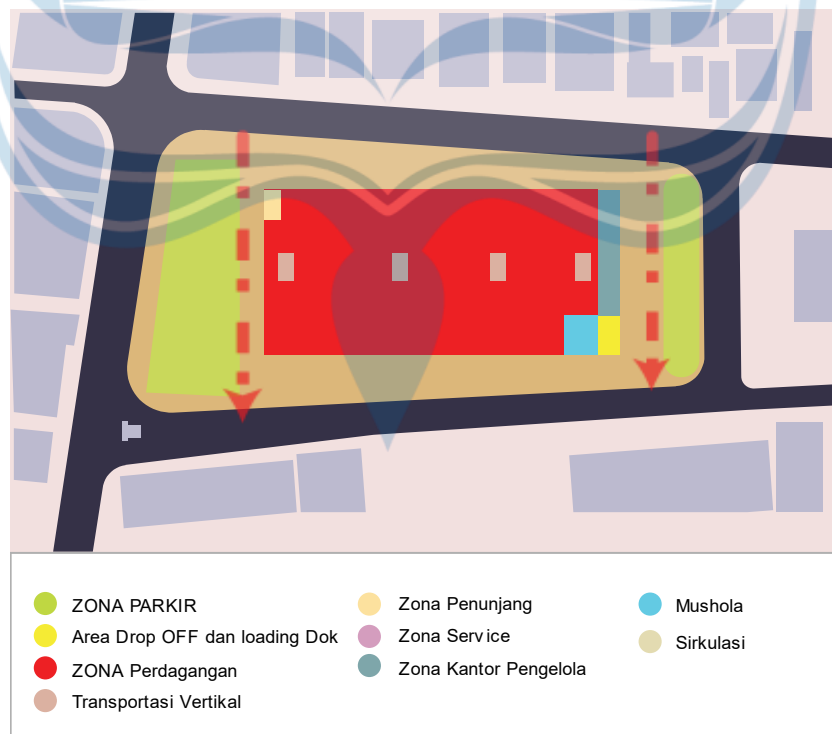 ZONA PARKIR
Area Drop OFF dan loading Dok
ZONA Perdagangan
Transportasi Vertikal
Zona Penunjang
Zona Service
Zona Kantor Pengelola
Mushola
Sirkulasi